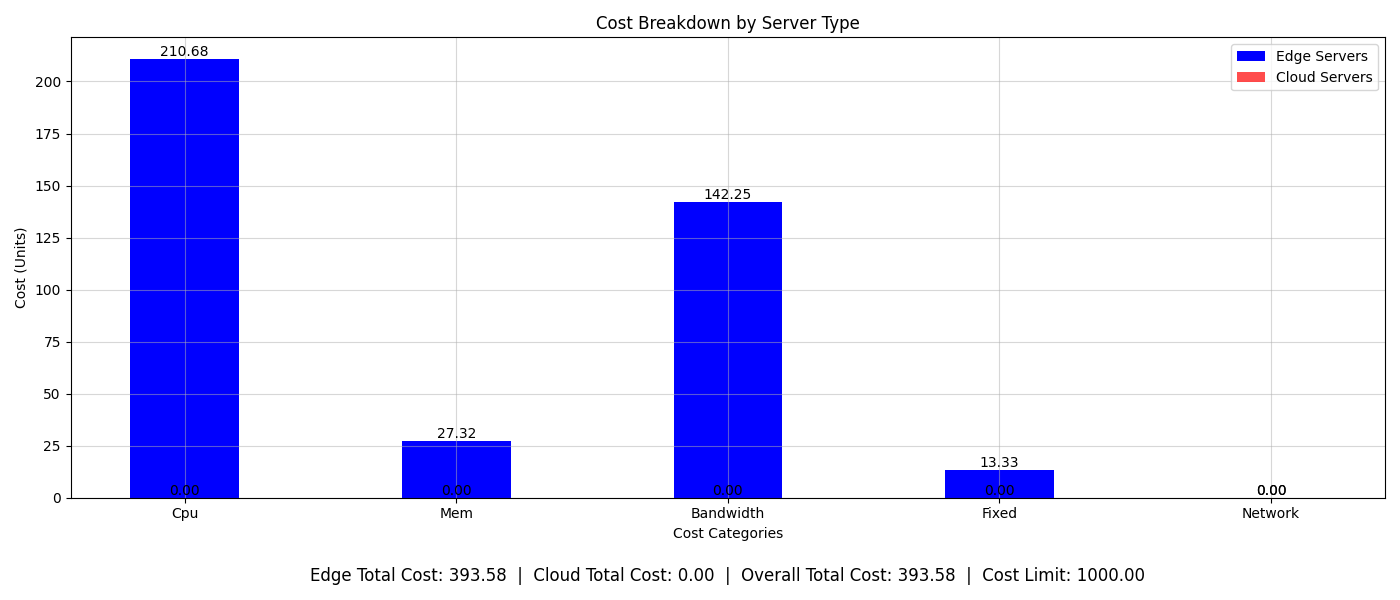 Cost Breakdown by Server Type
Edge Servers
Cloud Servers
Cost (Units)
200
175
150
125
100
75
50
25
0
210.68
27.32
142.25
13.33
0.00
0.00
0.00
0.00
0.00
Cpu
Mem
Bandwidth
Fixed
Network
Cost Categories
Edge Total Cost: 393.58 | Cloud Total Cost: 0.00 | Overall Total Cost: 393.58 | Cost Limit: 1000.00